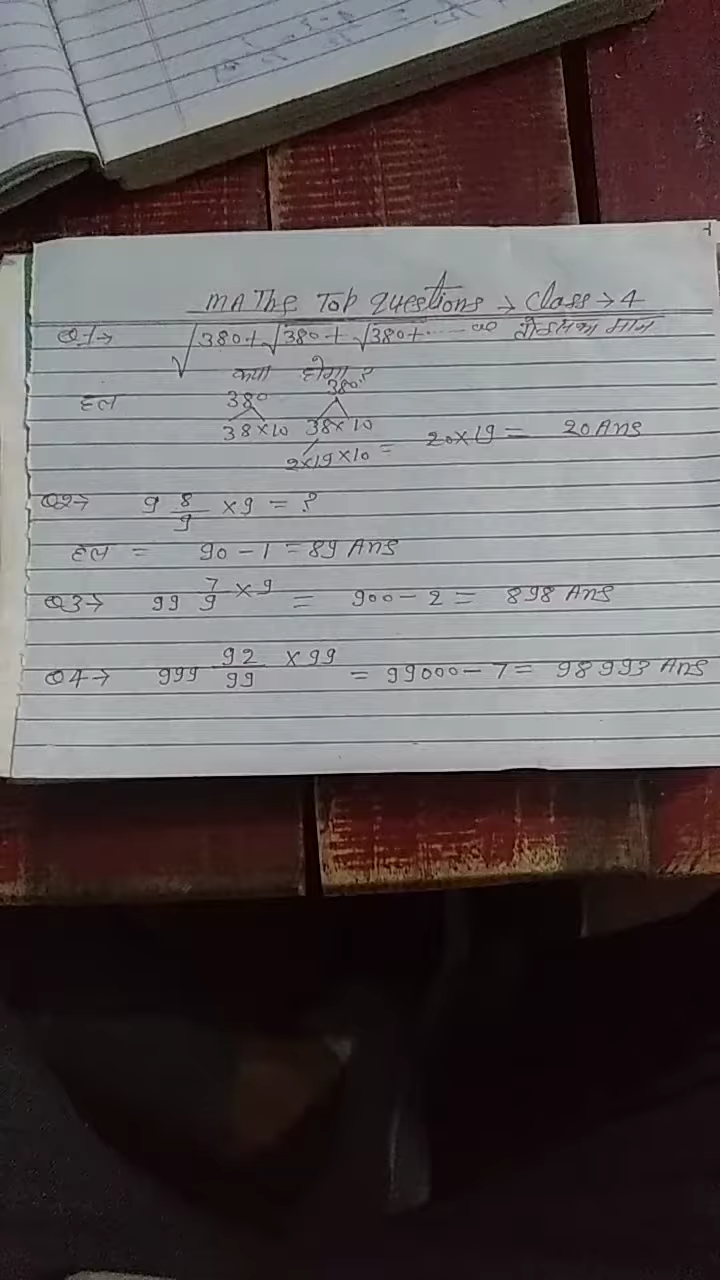 MATHs Top Questions → Class → 4
Q1→ √380+√380+√380+..... ∞ तो इसका मान
क्या होगा?
हल 380 380
38×10 38×10
2×19×10 = 20×19 = 20 Ans
Q2→ 9 8/9 ×9 = ?
हल = 90-1 = 89 Ans
Q3→ 99 7/9 ×9 = 900-2 = 898 Ans
Q4→ 999 92/99 ×99 = 99000-7 = 98993 Ans